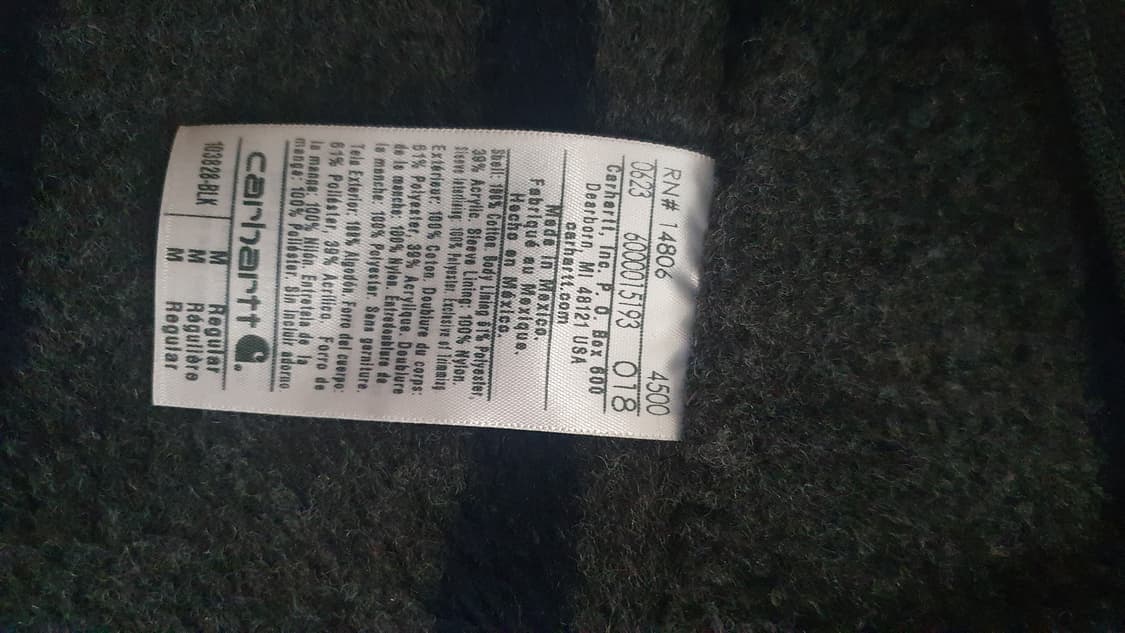 RN# 14806 4500
0623 6000015193 018
Carhartt, Inc. P. O. Box 600
Dearborn, MI 48121 USA
carhartt.com
Made in Mexico.
Fabriqué au Mexique.
Hecho en México.
Shell: 100% Cotton. Body Lining 61% Polyester,
39% Acrylic. Sleeve Lining: 100% Nylon.
Sleeve Interlining: 100% Polyester. Exclusive of Trimming
Extérieur: 100% Coton. Doublure du corps:
61% Polyester, 39% Acrylique. Doublure
de la manche: 100% Nylon. Entredoublure de
la manche: 100% Polyester. Sans garniture.
Tela Exterior: 100% Algodón. Forro del cuerpo:
61% Poliéster, 39% Acrílico. Forro de
la manga: 100% Nilón. Entretela de la
manga: 100% Poliéster. Sin incluir adorno
carhartt
M Regular
M Regulière
103828-BLK M Regular